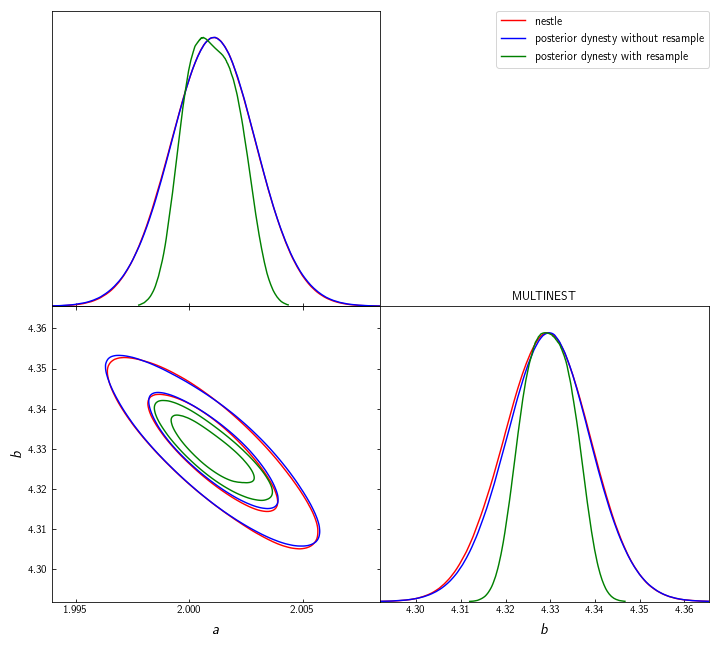 nestle
posterior dynesty without resample
posterior dynesty with resample
MULTINEST
4.36
4.35
4.34
4.33
4.32
4.31
4.30
b
1.995 2.000 2.005
a
4.30 4.31 4.32 4.33 4.34 4.35 4.36
b